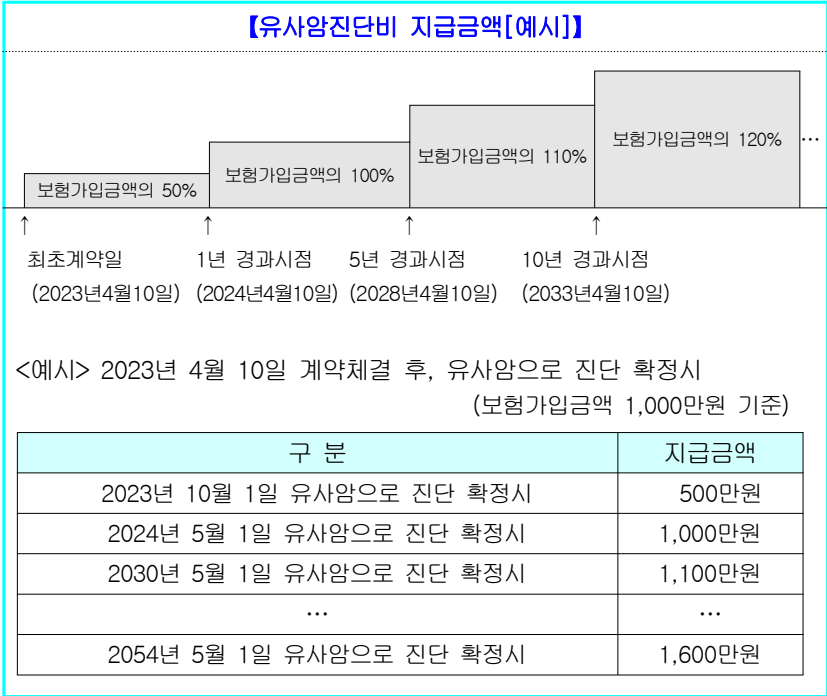 【유사암진단비 지급금액[예시]】
보험가입금액의 50%
보험가입금액의 100%
보험가입금액의 110%
보험가입금액의 120%
…
↑ ↑ ↑ ↑
최초계약일 1년 경과시점 5년 경과시점 10년 경과시점
(2023년4월10일) (2024년4월10일) (2028년4월10일) (2033년4월10일)
<예시> 2023년 4월 10일 계약체결 후, 유사암으로 진단 확정시
(보험가입금액 1,000만원 기준)
구 분 지급금액
2023년 10월 1일 유사암으로 진단 확정시 500만원
2024년 5월 1일 유사암으로 진단 확정시 1,000만원
2030년 5월 1일 유사암으로 진단 확정시 1,100만원
… …
2054년 5월 1일 유사암으로 진단 확정시 1,600만원